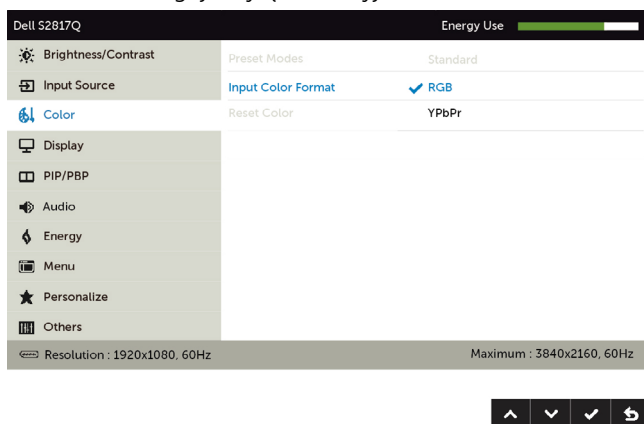 Dell S2817Q
Energy Use
Brightness/Contrast
Input Source
Color
Display
PIP/PBP
Audio
Energy
Menu
Personalize
Others
Preset Modes
Standard
Input Color Format
RGB
Reset Color
YPbPr
Resolution : 1920x1080, 60Hz
Maximum : 3840x2160, 60Hz